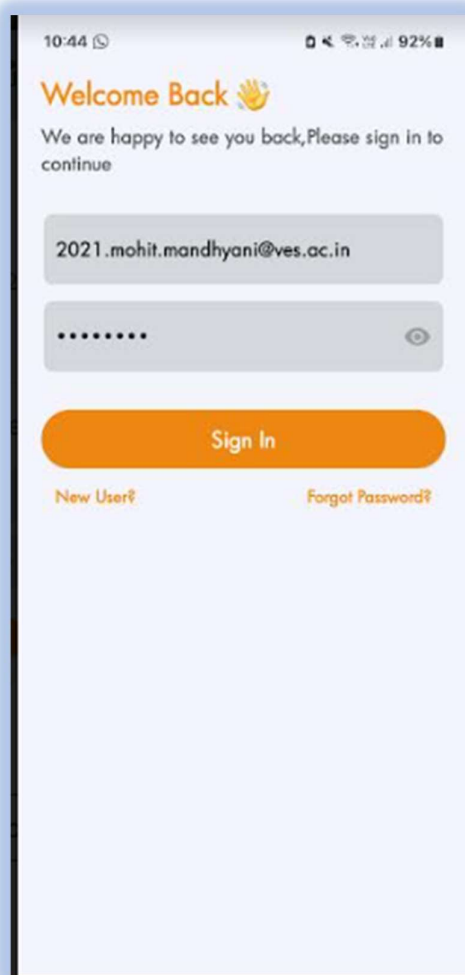 10:44 92%
Welcome Back 👋
We are happy to see you back,Please sign in to
continue
2021.mohit.mandhyani@ves.ac.in
••••••••
Sign In
New User? Forgot Password?